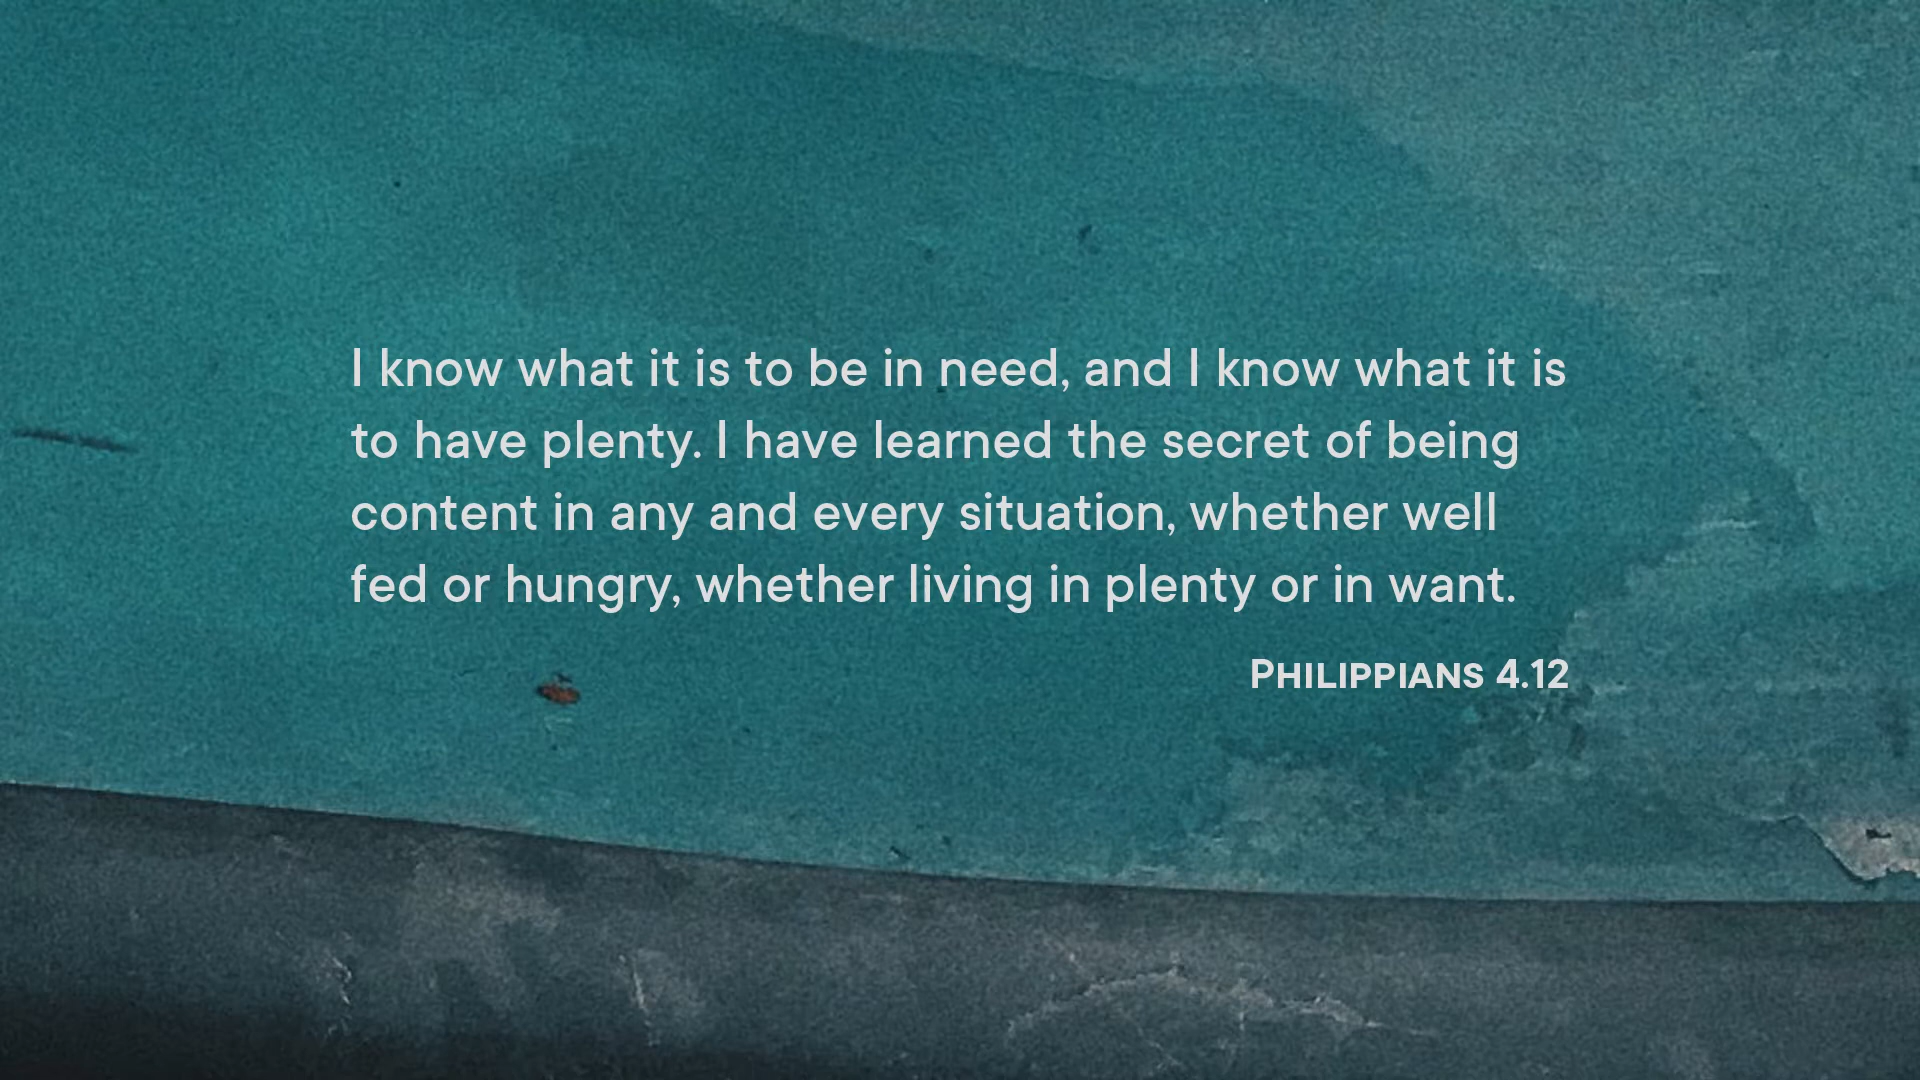 I know what it is to be in need, and I know what it is
to have plenty. I have learned the secret of being
content in any and every situation, whether well
fed or hungry, whether living in plenty or in want.
PHILIPPIANS 4.12